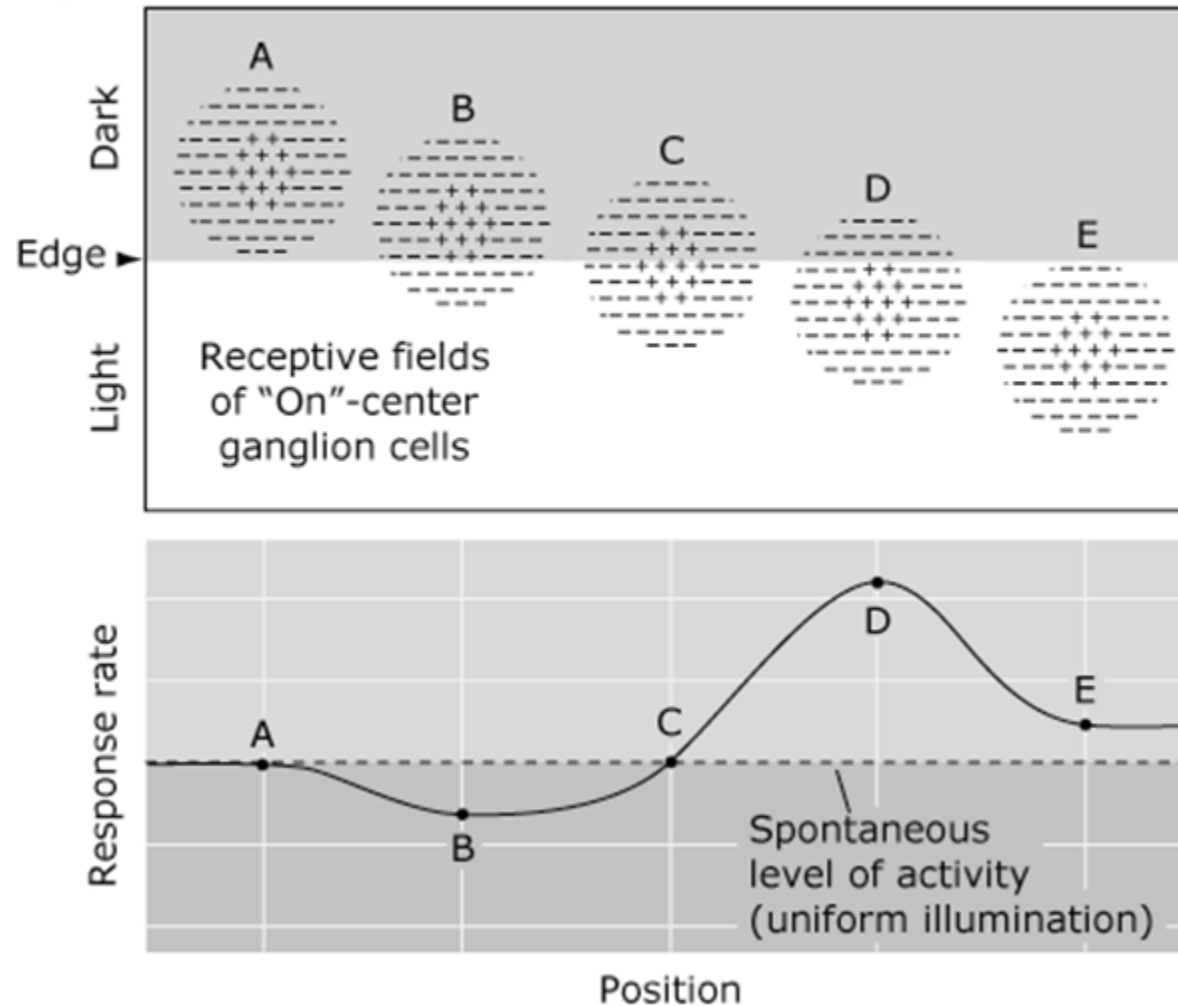 Dark
Edge
Light
A
B
C
D
E
Receptive fields
of “On”-center
ganglion cells
Response rate
A
B
C
D
E
Spontaneous
level of activity
(uniform illumination)
Position